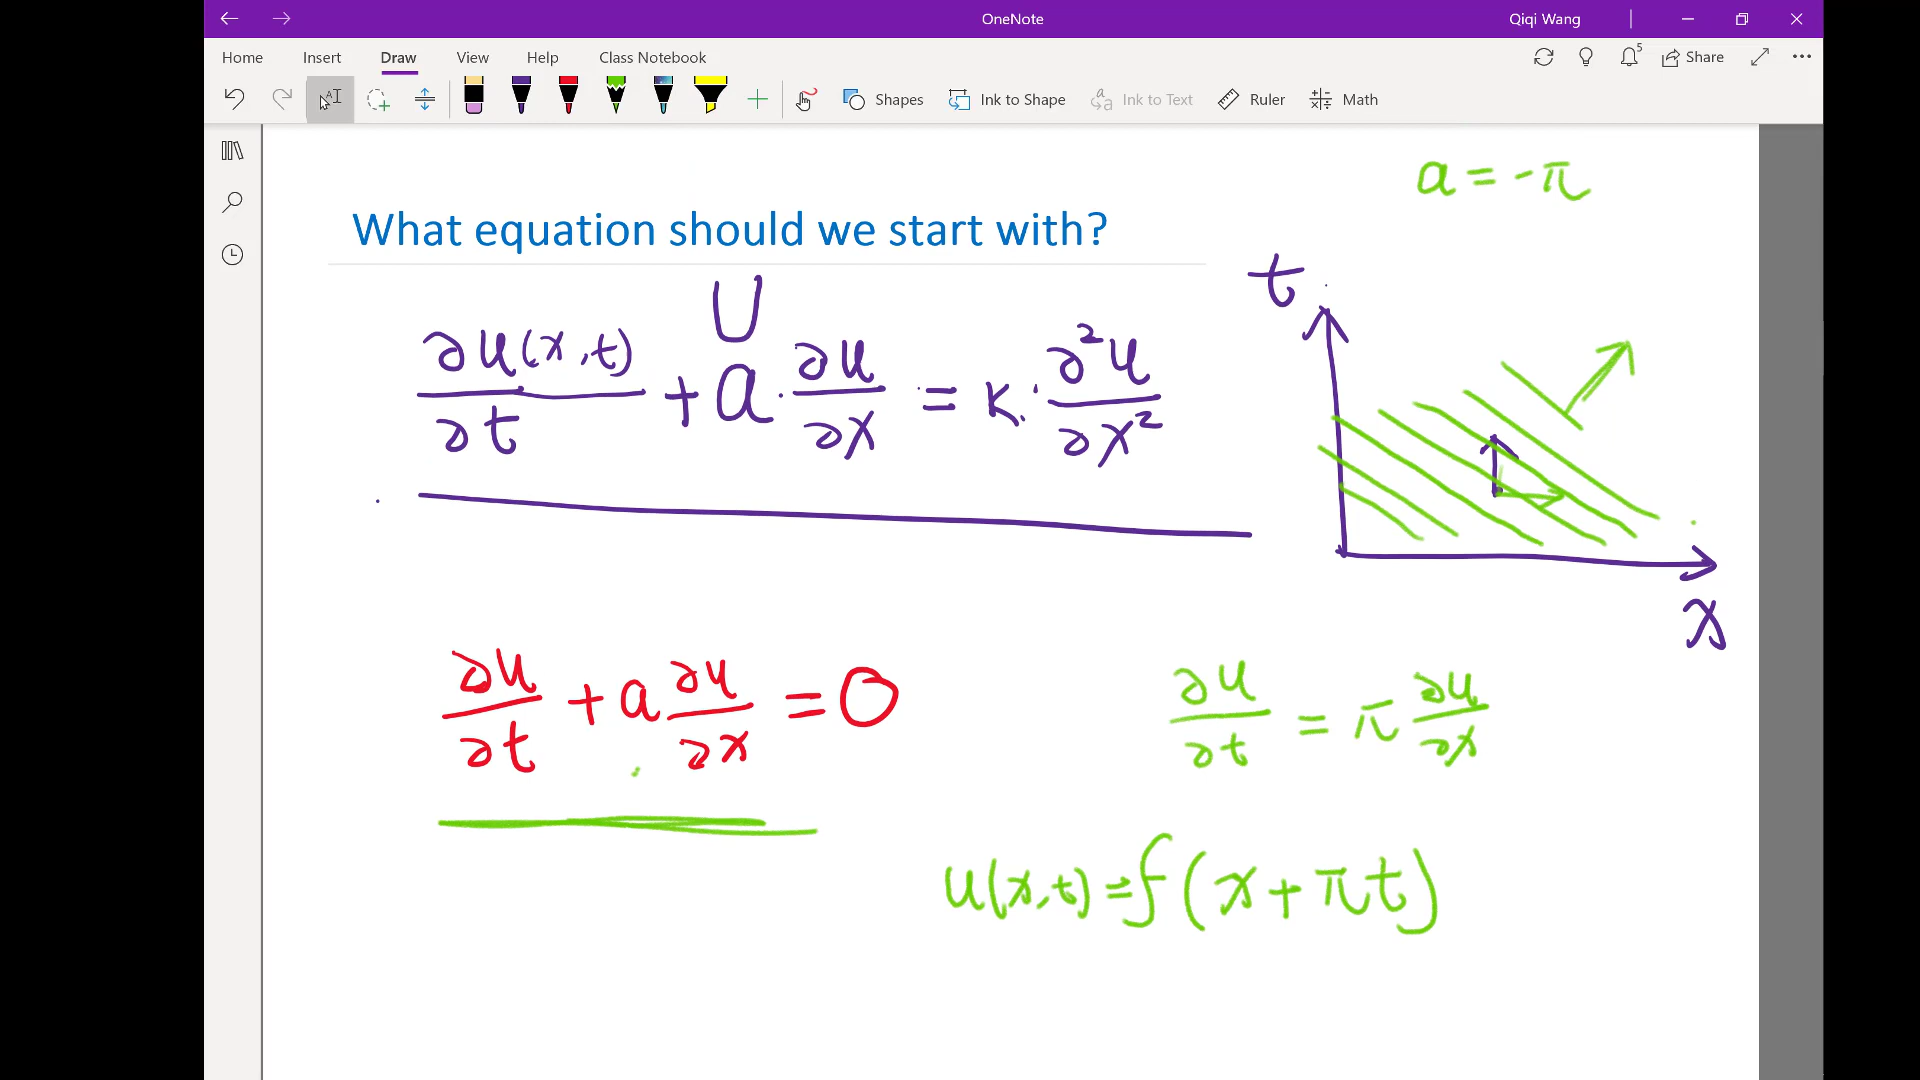 OneNote
Qiqi Wang
Home Insert Draw View Help Class Notebook
5 Share
Shapes Ink to Shape Ink to Text Ruler Math
a = -π
What equation should we start with?
t
U
∂u(x,t)/∂t + a · ∂u/∂x = κ · ∂²u/∂x²
x
∂u/∂t + a ∂u/∂x = 0
∂u/∂t = π ∂u/∂x
u(x,t) = f(x + πt)